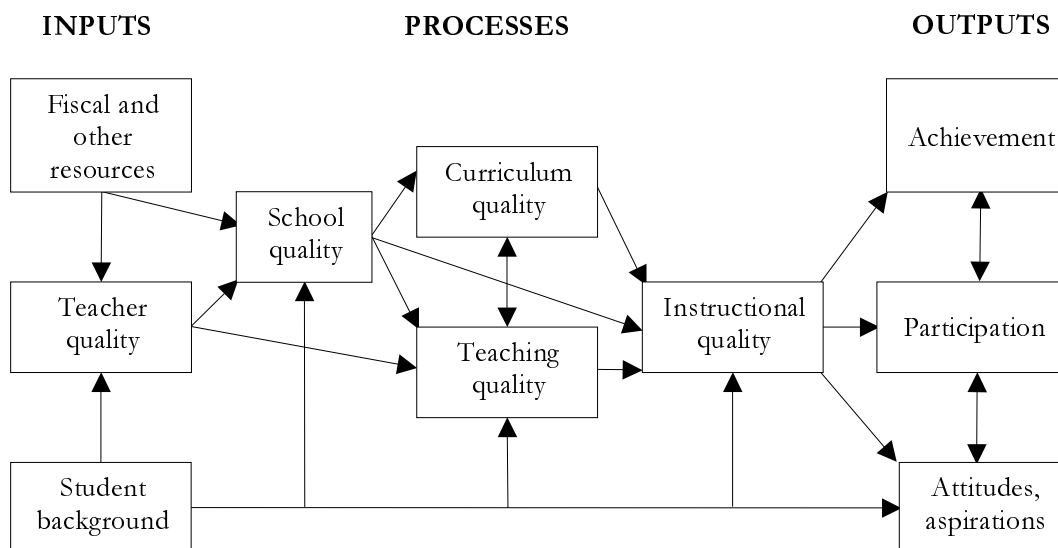 INPUTS
PROCESSES
OUTPUTS
Fiscal and
other
resources
Achievement
Curriculum
quality
School
quality
Teacher
quality
Instructional
quality
Participation
Teaching
quality
Student
background
Attitudes,
aspirations